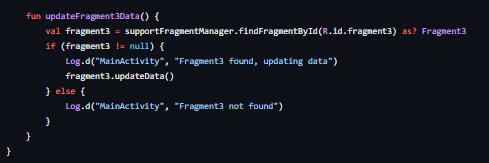 fun updateFragment3Data() {
val fragment3 = supportFragmentManager.findFragmentById(R.id.fragment3) as? Fragment3
if (fragment3 != null) {
Log.d("MainActivity", "Fragment3 found, updating data")
fragment3.updateData()
} else {
Log.d("MainActivity", "Fragment3 not found")
}
}
}